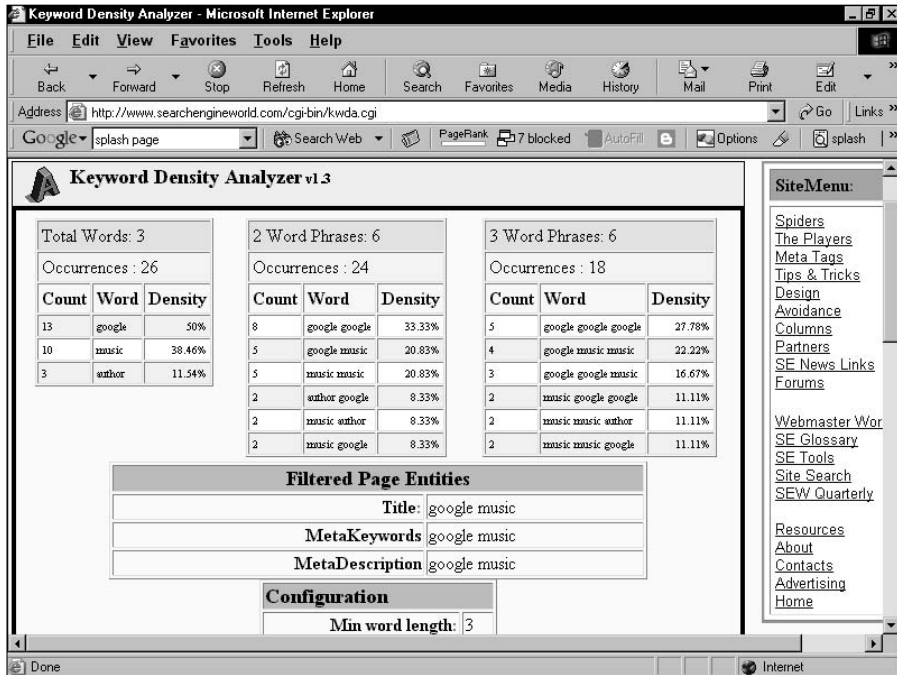 Keyword Density Analyzer - Microsoft Internet Explorer
File Edit View Favorites Tools Help
Back Forward Stop Refresh Home Search Favorites Media History Mail Print Edit
Address http://www.searchengineworld.com/cgi-bin/kwda.cgi Go Links »
Google splash page Search Web PageRank 7 blocked AutoFill Options splash »
Keyword Density Analyzer v1.3
Total Words: 3
Occurrences : 26
Count Word Density
13 google 50%
10 music 38.46%
3 author 11.54%
2 Word Phrases: 6
Occurrences : 24
Count Word Density
8 google google 33.33%
5 google music 20.83%
5 music music 20.83%
2 author google 8.33%
2 music author 8.33%
2 music google 8.33%
3 Word Phrases: 6
Occurrences : 18
Count Word Density
5 google google google 27.78%
4 google music music 22.22%
3 google google music 16.67%
2 music google google 11.11%
2 music music author 11.11%
2 music music google 11.11%
Filtered Page Entities
Title: google music
MetaKeywords google music
MetaDescription google music
Configuration
Min word length: 3
SiteMenu:
Spiders
The Players
Meta Tags
Tips & Tricks
Design
Avoidance
Columns
Partners
SE News Links
Forums
Webmaster Wor
SE Glossary
SE Tools
Site Search
SEW Quarterly
Resources
About
Contacts
Advertising
Home
Done Internet